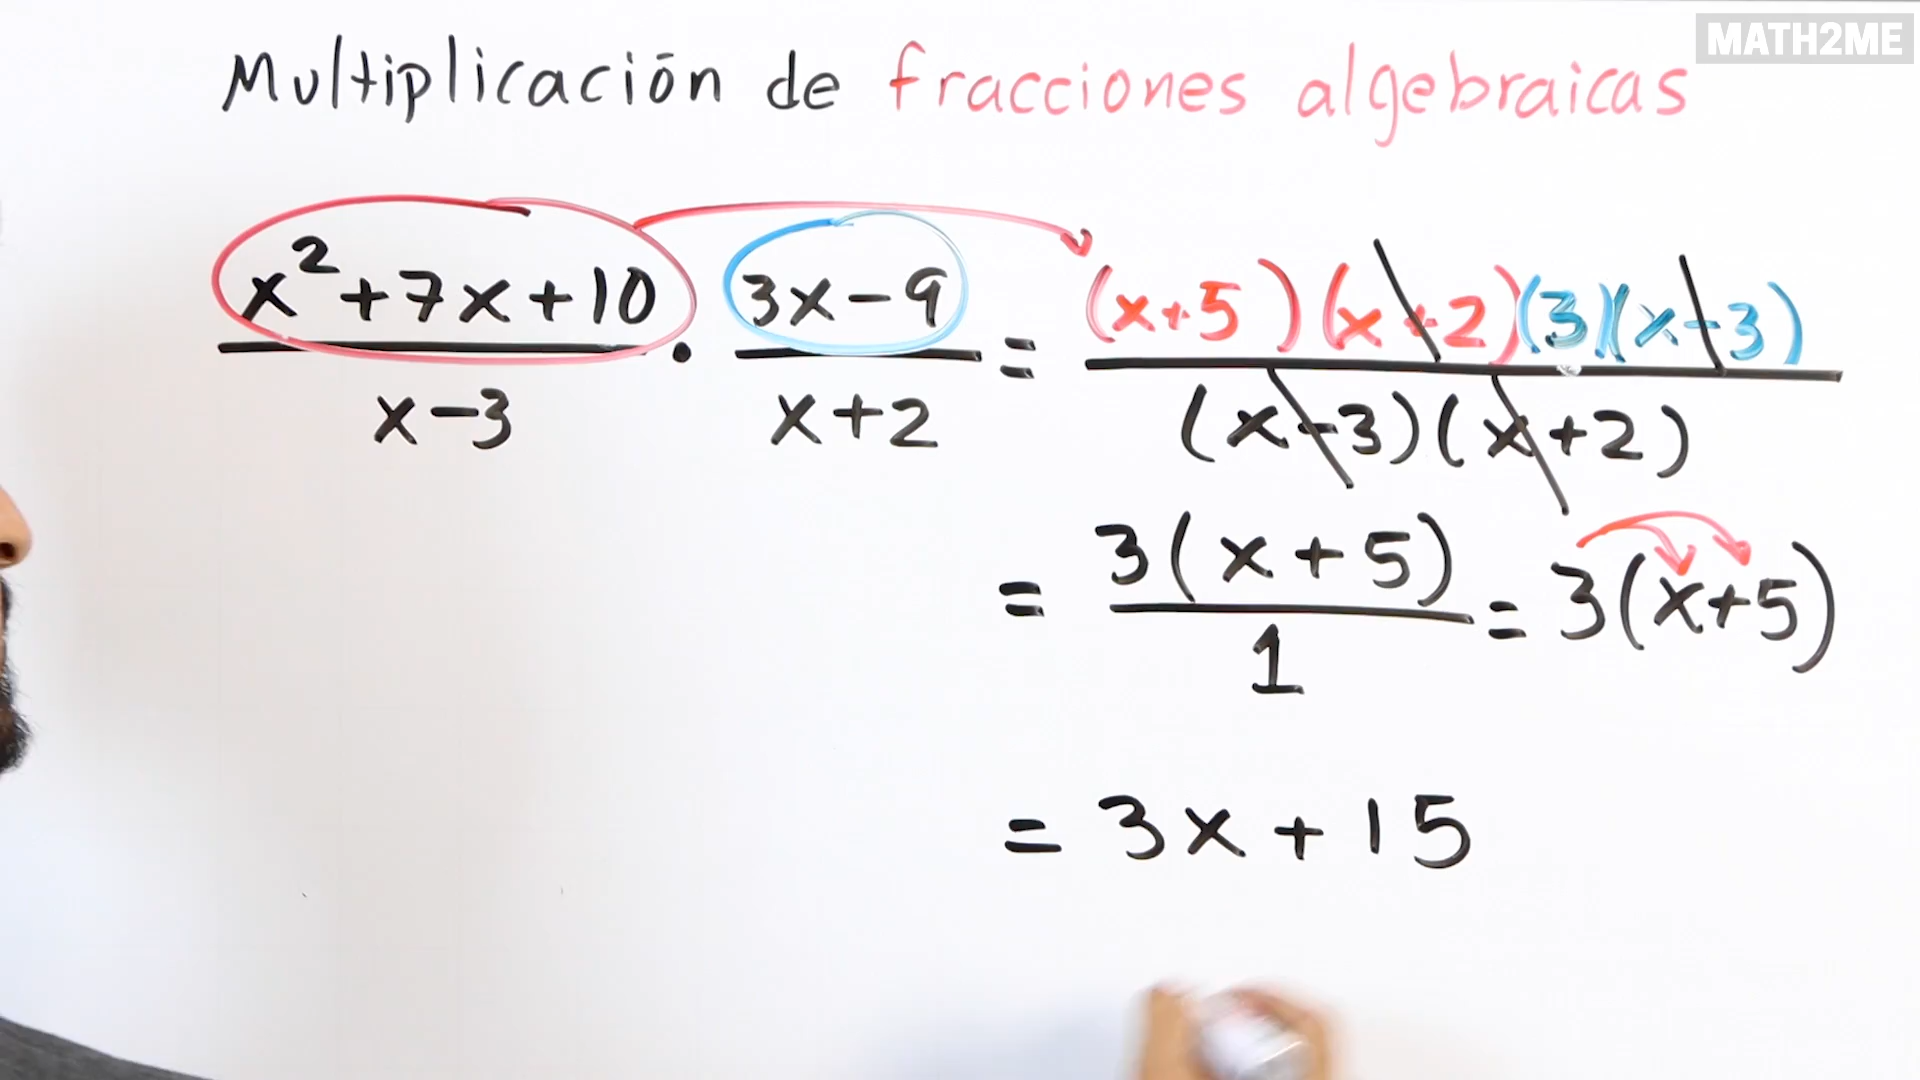 MATH2ME
Multiplicación de fracciones algebraicas
x²+7x+10 / x-3 · 3x-9 / x+2 = (x+5)(x+2)(3)(x-3) / (x-3)(x+2)
= 3(x+5) / 1 = 3(x+5)
= 3x+15